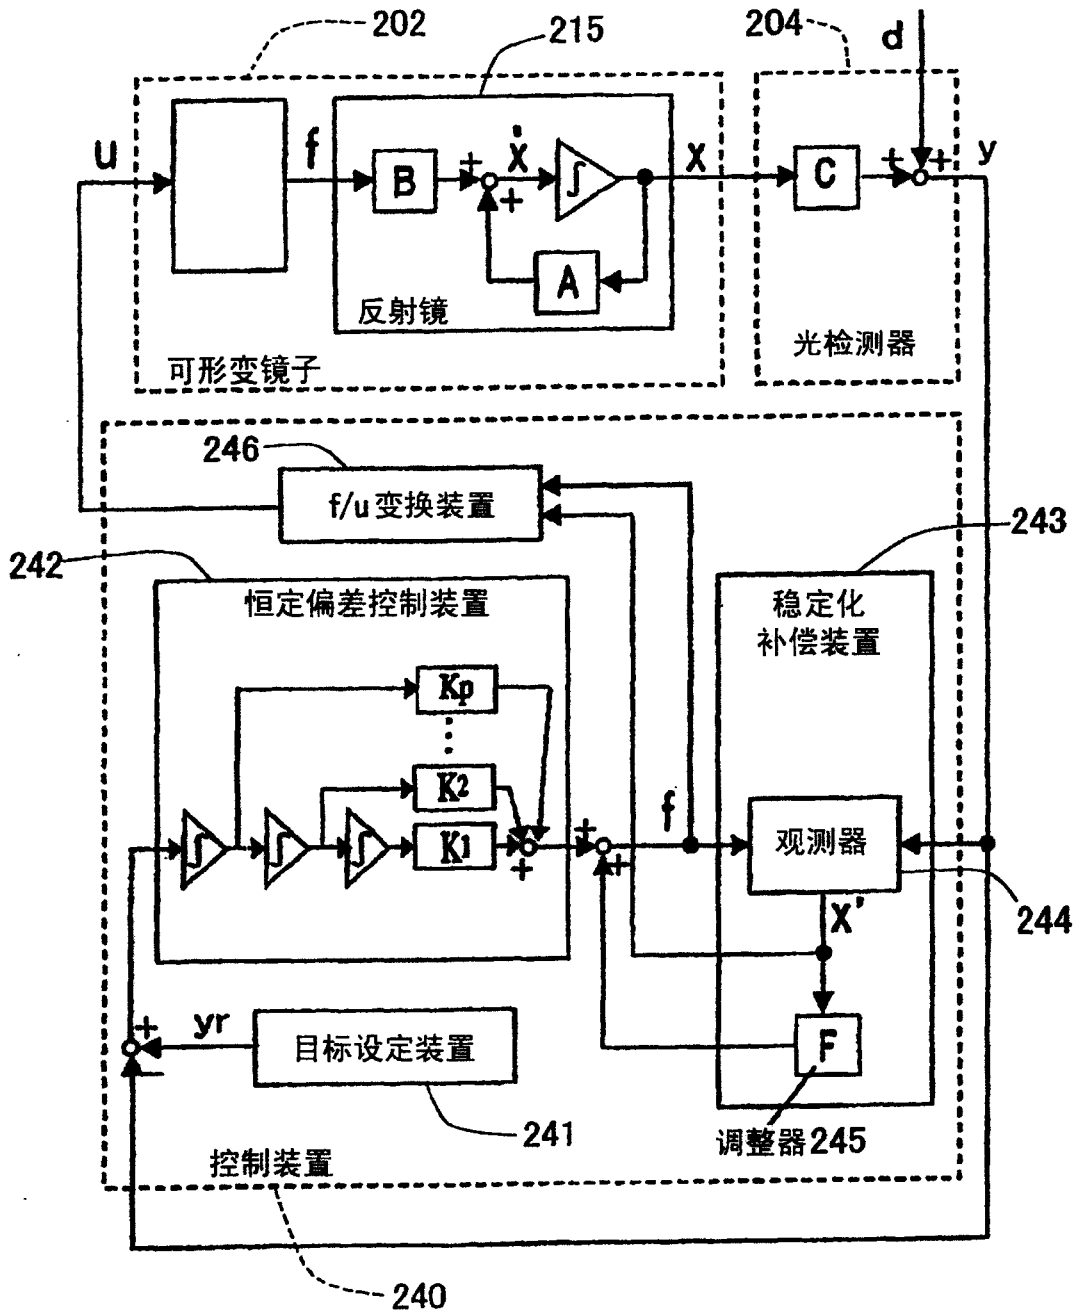 202
215
204
d
u
f
B
+
ẋ
+
∫
x
C
+
+
y
A
反射镜
可形变镜子
光检测器
246
f/u变换装置
243
242
恒定偏差控制装置
稳定化
补偿装置
Kp
K2
∫
∫
∫
K1
+
+
+
f
观测器
244
x'
yr
+
−
目标设定装置
F
241
调整器245
控制装置
240